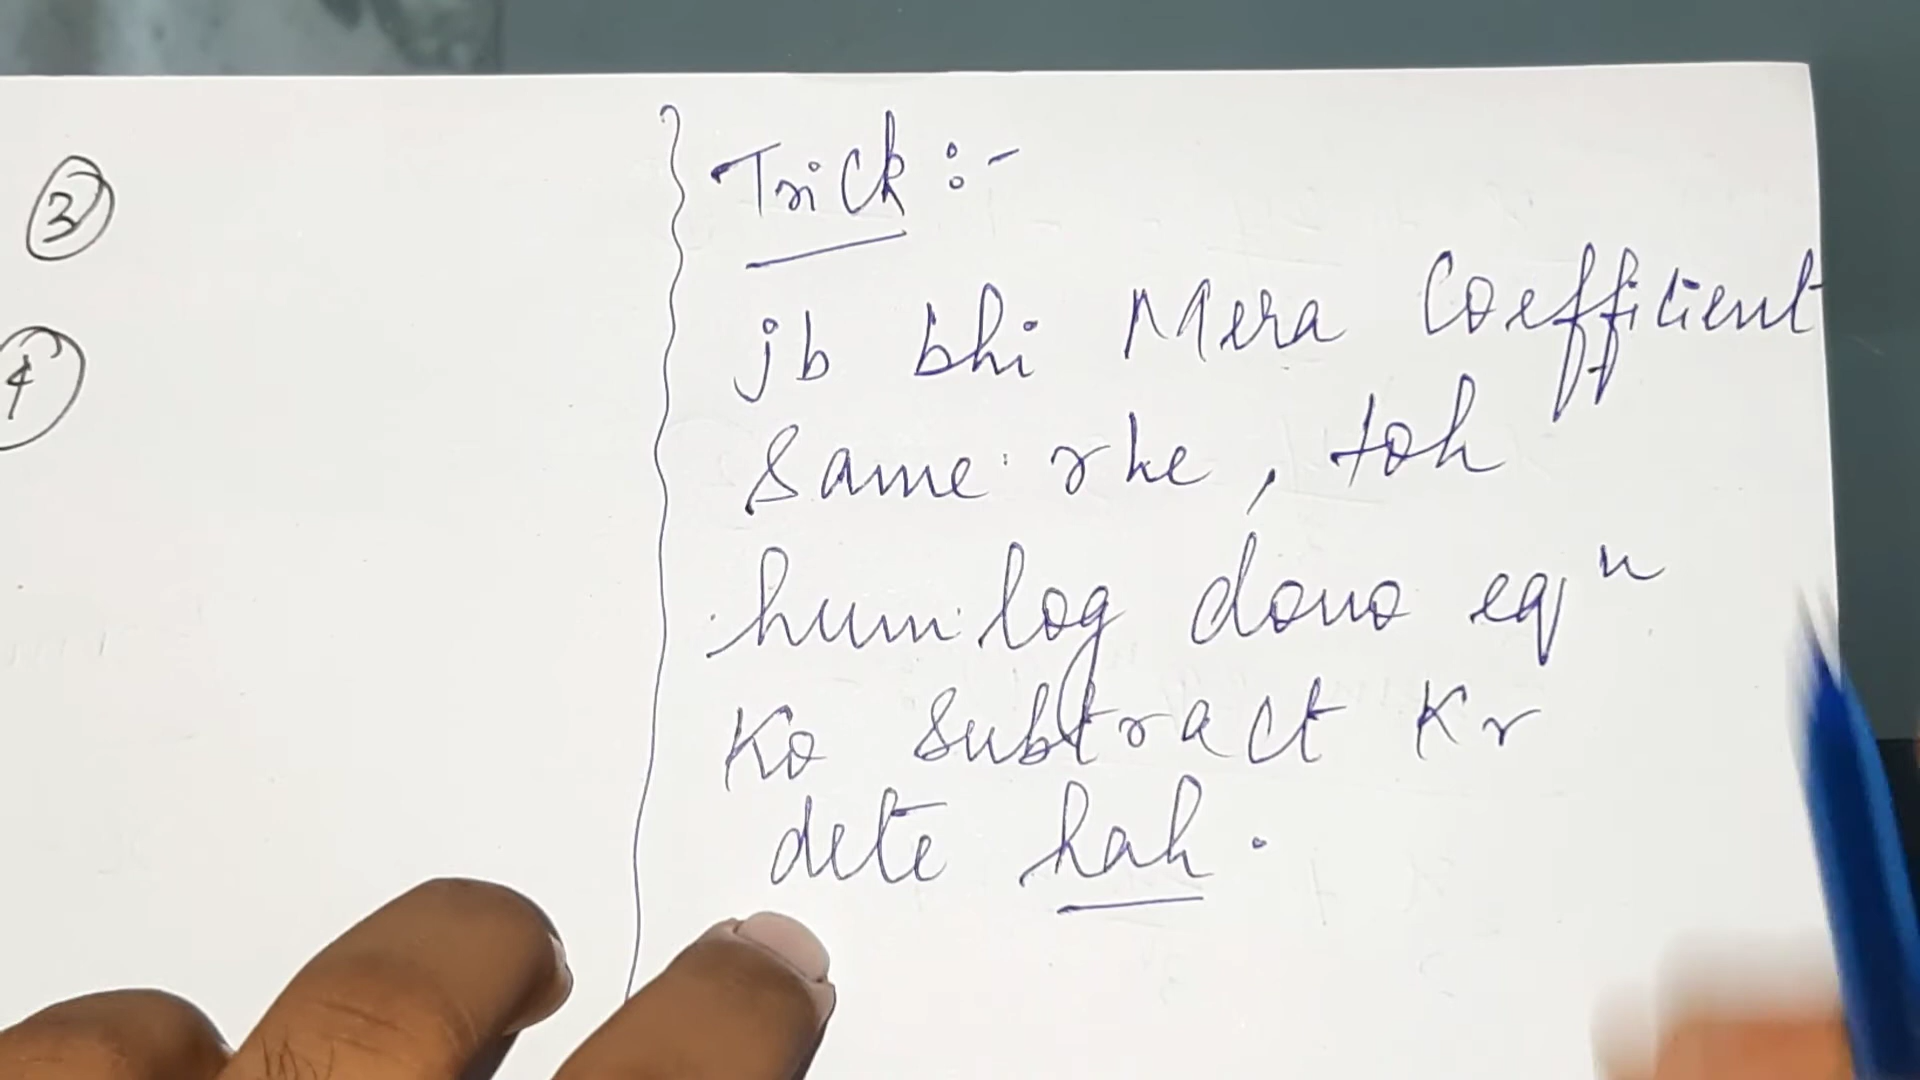 3
4
Trick :-
jb bhi Mera Coefficient
Same rhe, toh
hum log dono eqn
Ko Subtract Kr
dete hah.